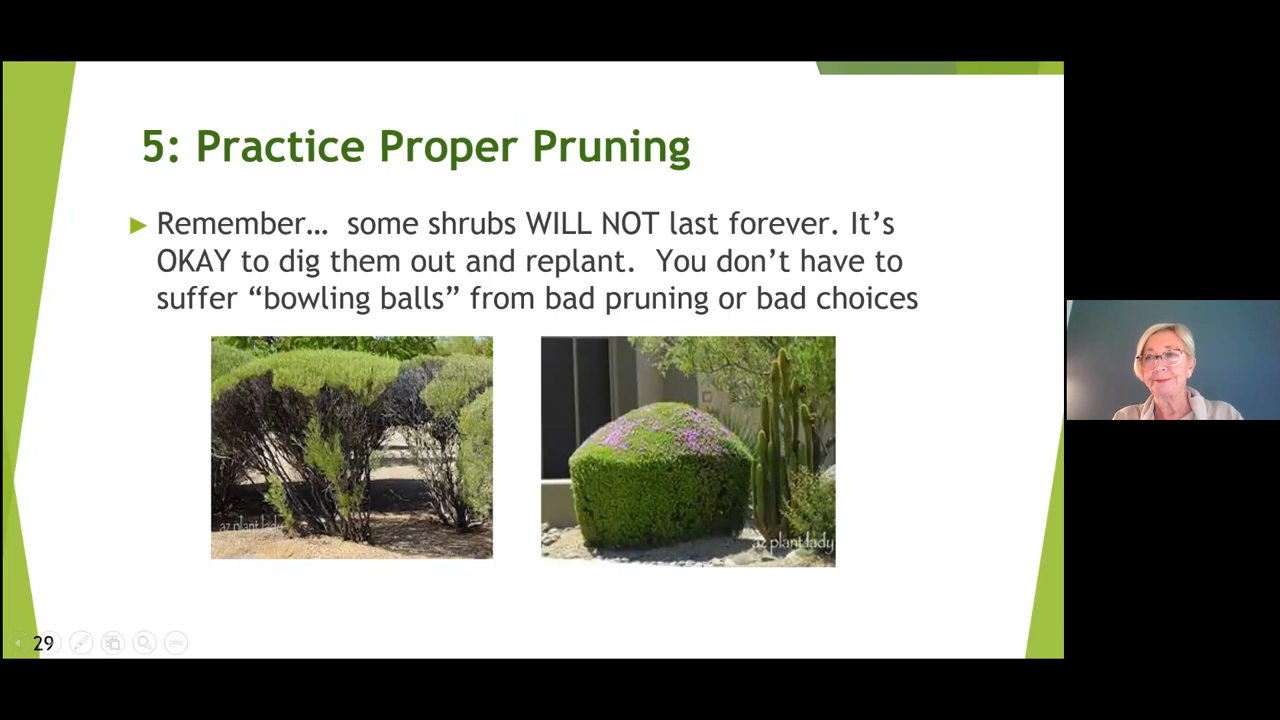 5: Practice Proper Pruning
Remember… some shrubs WILL NOT last forever. It’s
OKAY to dig them out and replant. You don’t have to
suffer “bowling balls” from bad pruning or bad choices
az plant lady
az plant lady
29